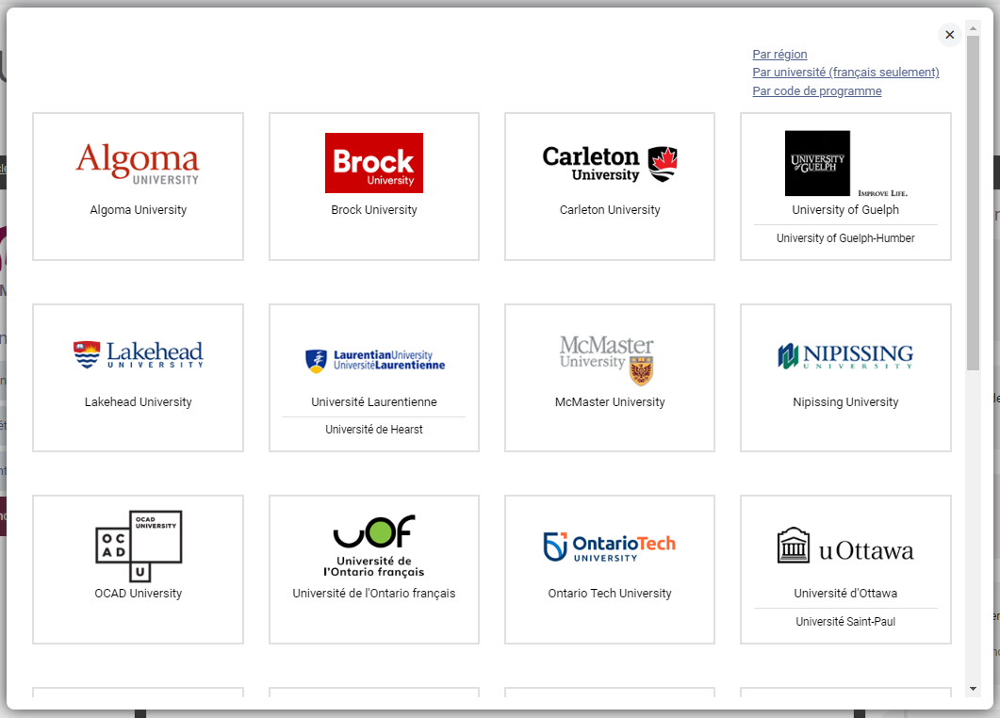 Par région
Par université (français seulement)
Par code de programme
Algoma
UNIVERSITY
Algoma University
Brock
University
Brock University
Carleton
University
Carleton University
UNIVERSITY
OF GUELPH
IMPROVE LIFE.
University of Guelph
University of Guelph-Humber
Lakehead
UNIVERSITY
Lakehead University
LaurentianUniversity
UniversitéLaurentienne
Université Laurentienne
Université de Hearst
McMaster
University
McMaster University
NIPISSING
UNIVERSITY
Nipissing University
OCAD
UNIVERSITY
O C
A D
U
OCAD University
UOF
Université de
l'Ontario français
Université de l'Ontario français
OntarioTech
UNIVERSITY
Ontario Tech University
uOttawa
Université d'Ottawa
Université Saint-Paul